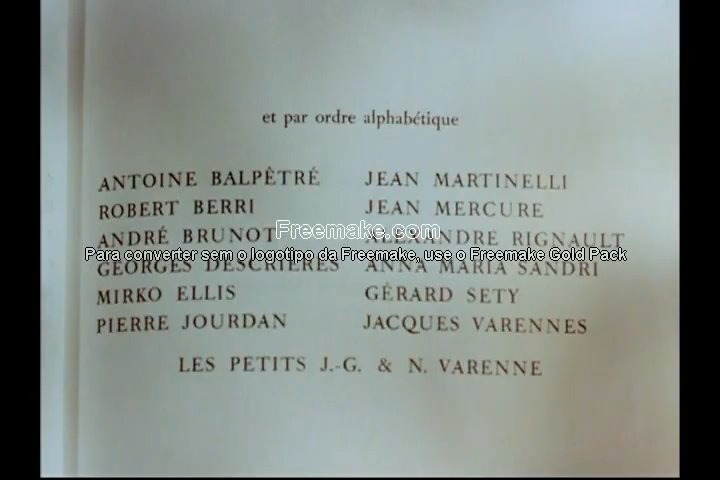 et par ordre alphabétique
ANTOINE BALPÊTRÉ JEAN MARTINELLI
ROBERT BERRI JEAN MERCURE
Freemake.com
ANDRÉ BRUNOT ALEXANDRE RIGNAULT
Para converter sem o logotipo da Freemake, use o Freemake Gold Pack
GEORGES DESCRIÈRES ANNA MARIA SANDRI
MIRKO ELLIS GÉRARD SETY
PIERRE JOURDAN JACQUES VARENNES
LES PETITS J.-G. & N. VARENNE